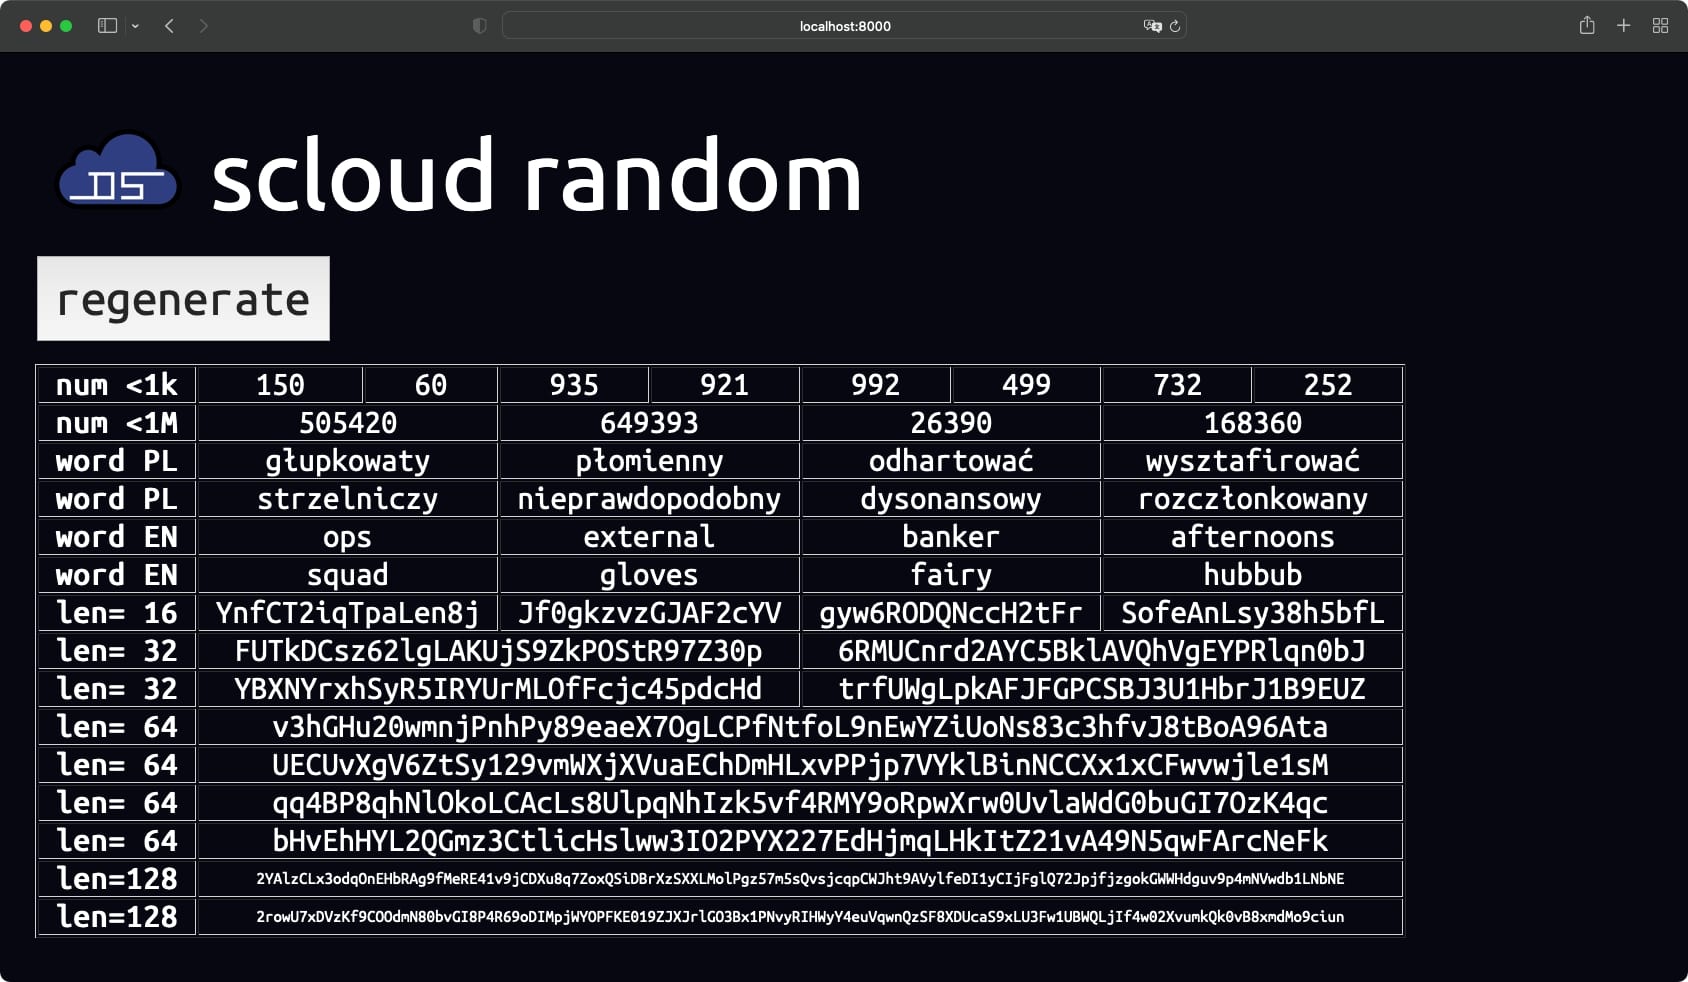 localhost:8000
DS scloud random
regenerate
num <1k 150 60 935 921 992 499 732 252
num <1M 505420 649393 26390 168360
word PL głupkowaty płomienny odhartować wysztafirować
word PL strzelniczy nieprawdopodobny dysonansowy rozczłonkowany
word EN ops external banker afternoons
word EN squad gloves fairy hubbub
len= 16 YnfCT2iqTpaLen8j Jf0gkzvzGJAF2cYV gyw6RODQNccH2tFr SofeAnLsy38h5bfL
len= 32 FUTkDCsz62lgLAKUjS9ZkPOStR97Z30p 6RMUCnrd2AYC5BklAVQhVgEYPRlqn0bJ
len= 32 YBXNYrxhSyR5IRYUrMLOfFcjc45pdcHd trfUWgLpkAFJFGPCSBJ3U1HbrJ1B9EUZ
len= 64 v3hGHu20wmnjPnhPy89eaeX7OgLCPfNtfoL9nEwYZiUoNs83c3hfvJ8tBoA96Ata
len= 64 UECUvXgV6ZtSy129vmWXjXVuaEChDmHLxvPPjp7VYklBinNCCXx1xCFwvwjle1sM
len= 64 qq4BP8qhNlOkoLCAcLs8UlpqNhIzk5vf4RMY9oRpwXrw0UvlaWdG0buGI7OzK4qc
len= 64 bHvEhHYL2QGmz3CtlicHslww3IO2PYX227EdHjmqLHkItZ21vA49N5qwFArcNeFk
len=128 2YAlzCLx3odqOnEHbRAg9fMeRE41v9jCDXu8q7ZoxQSiDBrXzSXXLMolPgz57m5sQvsjcqpCWJht9AVylfeDI1yCIjFglQ72JpjfjzgokGWWHdguv9p4mNVwdb1LNbNE
len=128 2rowU7xDVzKf9COOdmN80bvGI8P4R69oDIMpjWYOPFKE019ZJXJrlGO3Bx1PNvyRIHWyY4euVqwnQzSF8XDUcaS9xLU3Fw1UBWQLjIf4w02XvumkQk0vB8xmdMo9ciun